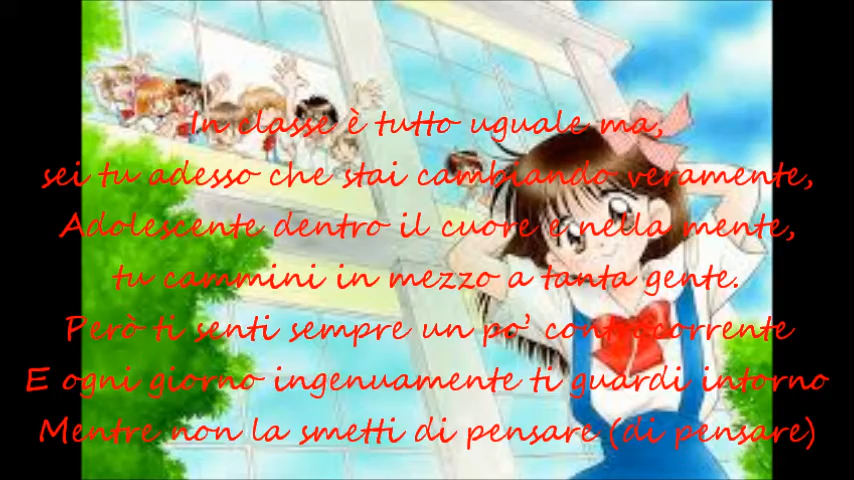 In classe è tutto uguale ma,
sei tu adesso che stai cambiando veramente,
Adolescente dentro il cuore e nella mente,
tu cammini in mezzo a tanta gente.
Però ti senti sempre un po’ controcorrente
E ogni giorno ingenuamente ti guardi intorno
Mentre non la smetti di pensare (di pensare)